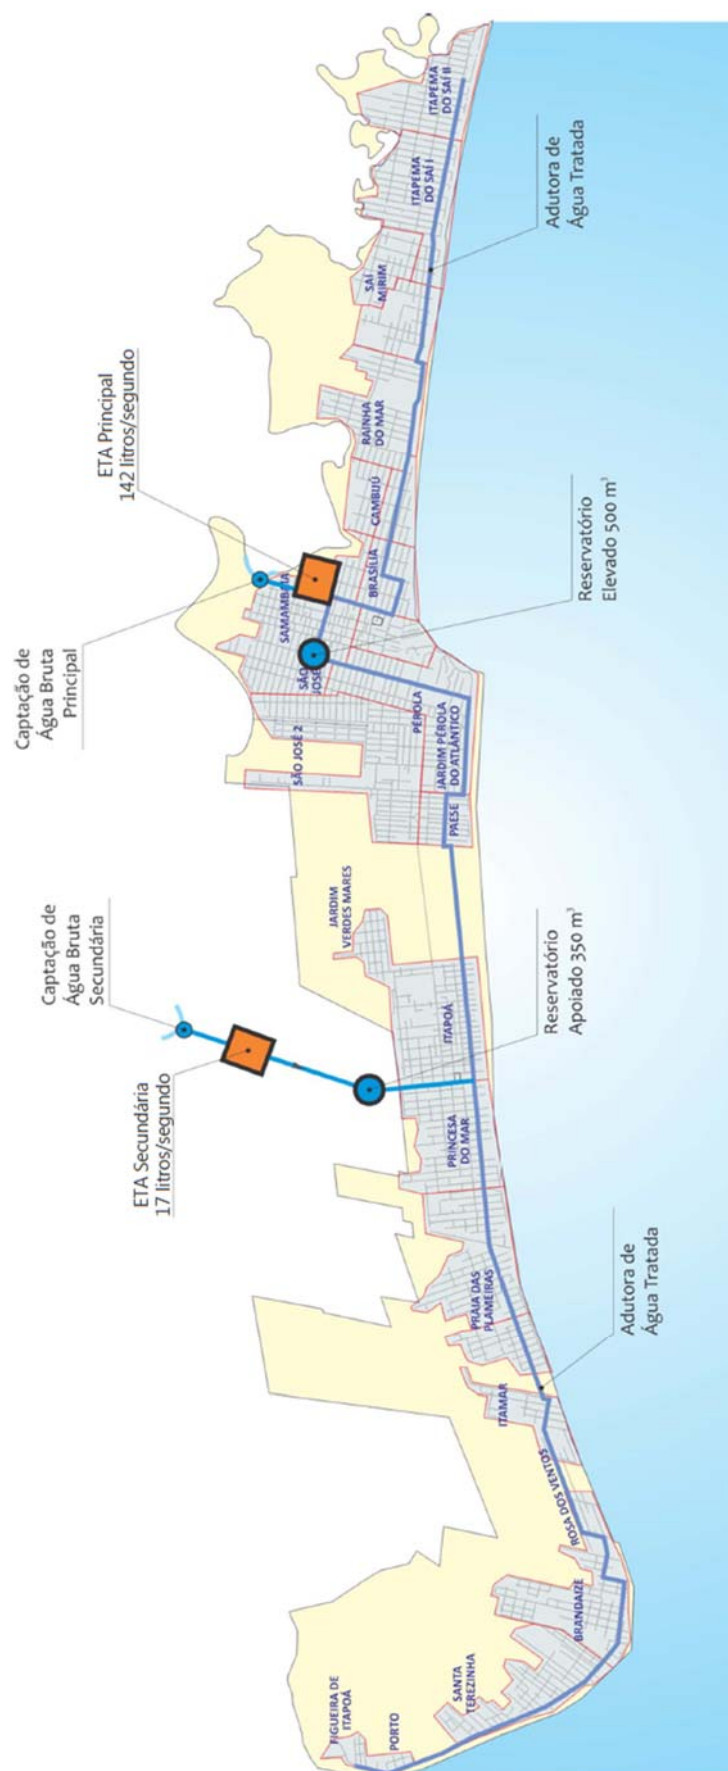 Captação de
Água Bruta
Secundária
ETA Secundária
17 litros/segundo
Captação de
Água Bruta
Principal
ETA Principal
142 litros/segundo
FIGUEIRA DE
ITAPOÁ
PORTO
SANTA
TEREZINHA
BRANDAIZE
ROSA DOS VENTOS
ITAMAR
PRAIA DAS
PLAMEIRAS
PRINCESA
DO MAR
ITAPOÁ
JARDIM
VERDES MARES
SÃO JOSÉ 2
PAESE
JARDIM PÉROLA
DO ATLÂNTICO
PÉROLA
SÃO
JOSÉ
SAMAMBAIA
BRASÍLIA
CAMBIJÚ
RAINHA
DO MAR
SAÍ
MIRIM
ITAPEMA
DO SAÍ I
ITAPEMA
DO SAÍ II
Adutora de
Água Tratada
Reservatório
Apoiado 350 m³
Reservatório
Elevado 500 m³
Adutora de
Água Tratada